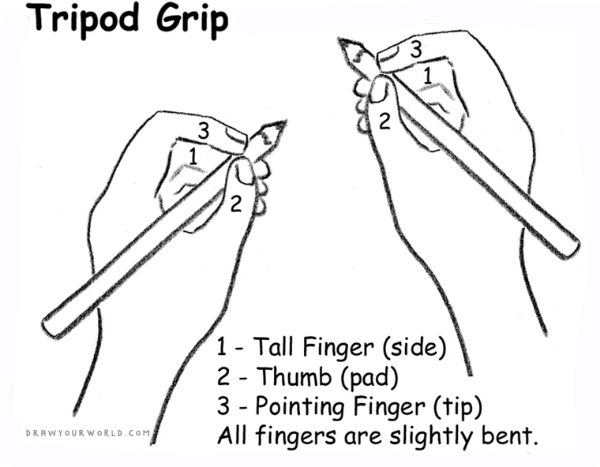 Tripod Grip
3
1
2
3
1
2
1 - Tall Finger (side)
2 - Thumb (pad)
3 - Pointing Finger (tip)
All fingers are slightly bent.
DRAWYOURWORLD.COM